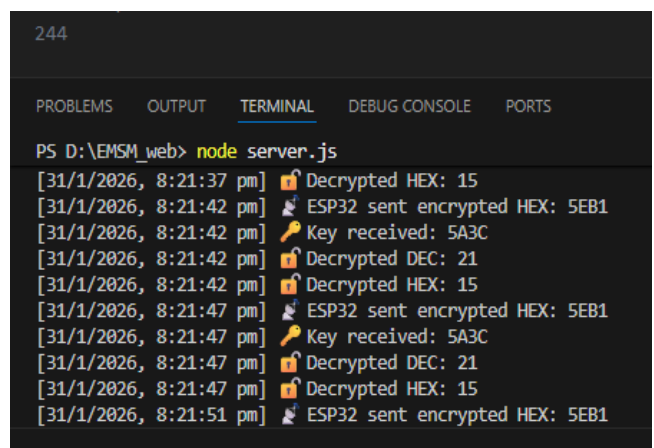 244
PROBLEMS OUTPUT TERMINAL DEBUG CONSOLE PORTS
PS D:\EMSM_web> node server.js
[31/1/2026, 8:21:37 pm] 🔓 Decrypted HEX: 15
[31/1/2026, 8:21:42 pm] 📡 ESP32 sent encrypted HEX: 5EB1
[31/1/2026, 8:21:42 pm] 🔑 Key received: 5A3C
[31/1/2026, 8:21:42 pm] 🔓 Decrypted DEC: 21
[31/1/2026, 8:21:42 pm] 🔓 Decrypted HEX: 15
[31/1/2026, 8:21:47 pm] 📡 ESP32 sent encrypted HEX: 5EB1
[31/1/2026, 8:21:47 pm] 🔑 Key received: 5A3C
[31/1/2026, 8:21:47 pm] 🔓 Decrypted DEC: 21
[31/1/2026, 8:21:47 pm] 🔓 Decrypted HEX: 15
[31/1/2026, 8:21:51 pm] 📡 ESP32 sent encrypted HEX: 5EB1